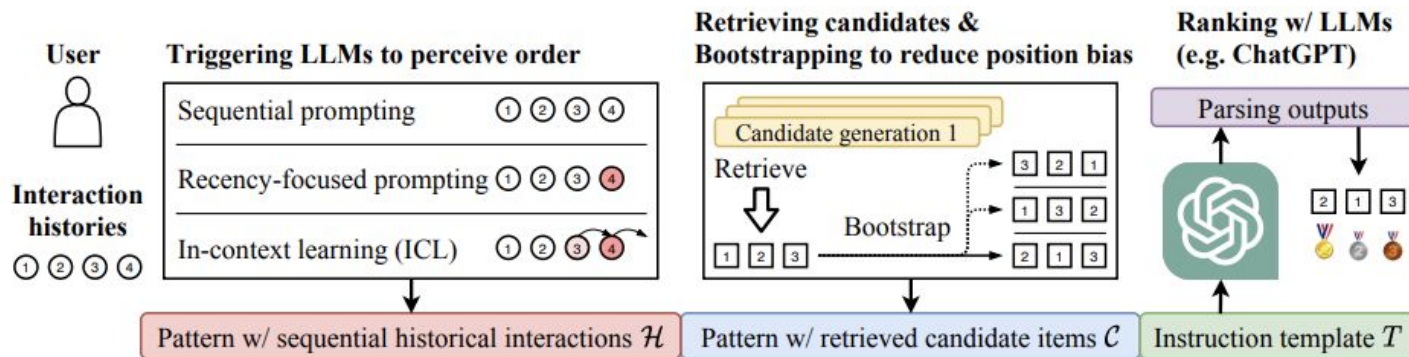 User
Interaction
histories
1 2 3 4
Triggering LLMs to perceive order
Sequential prompting 1 2 3 4
Recency-focused prompting 1 2 3 4
In-context learning (ICL) 1 2 3 4
Pattern w/ sequential historical interactions ℋ
Retrieving candidates &
Bootstrapping to reduce position bias
Candidate generation 1
Retrieve
Bootstrap
1 2 3
3 2 1
1 3 2
2 1 3
Pattern w/ retrieved candidate items 𝒞
Ranking w/ LLMs
(e.g. ChatGPT)
Parsing outputs
2 1 3
1 2 3
Instruction template T